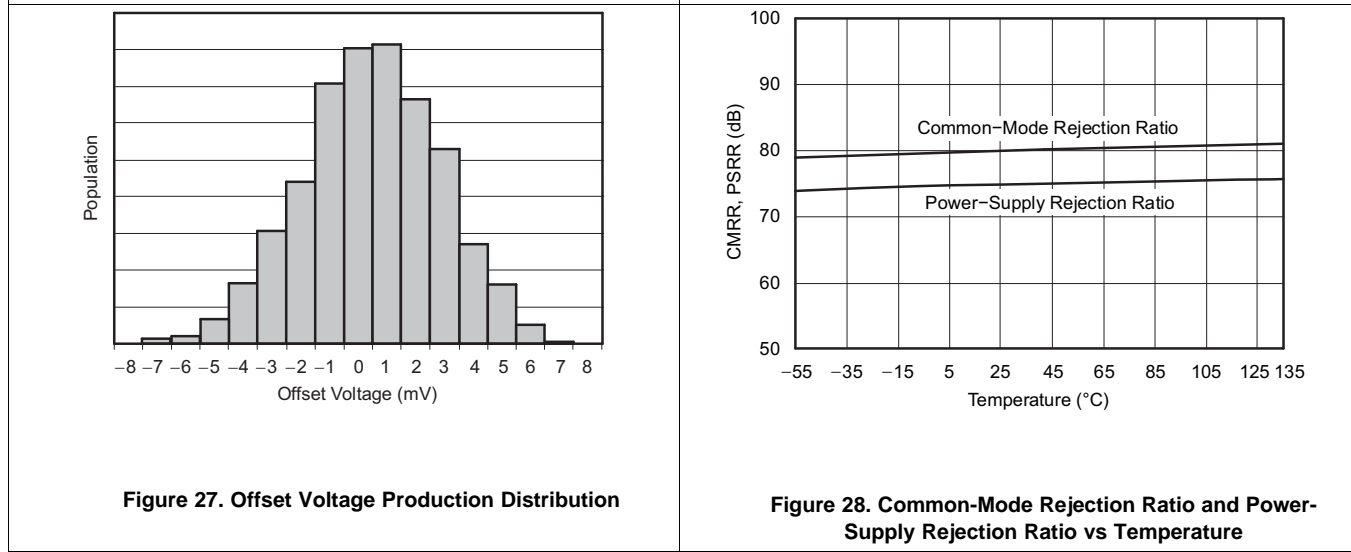 Population
−8 −7 −6 −5 −4 −3 −2 −1 0 1 2 3 4 5 6 7 8
Offset Voltage (mV)
Figure 27. Offset Voltage Production Distribution
100
90
80
70
60
50
CMRR, PSRR (dB)
Common−Mode Rejection Ratio
Power−Supply Rejection Ratio
−55 −35 −15 5 25 45 65 85 105 125 135
Temperature (°C)
Figure 28. Common-Mode Rejection Ratio and Power-
Supply Rejection Ratio vs Temperature